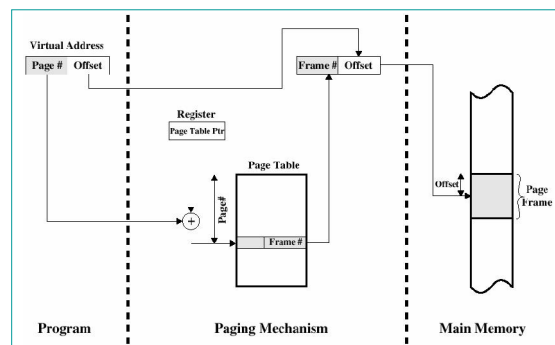 Virtual Address
Page # Offset
Frame # Offset
Register
Page Table Ptr
Page Table
Page#
Offset
Page
Frame
Frame #
Program
Paging Mechanism
Main Memory